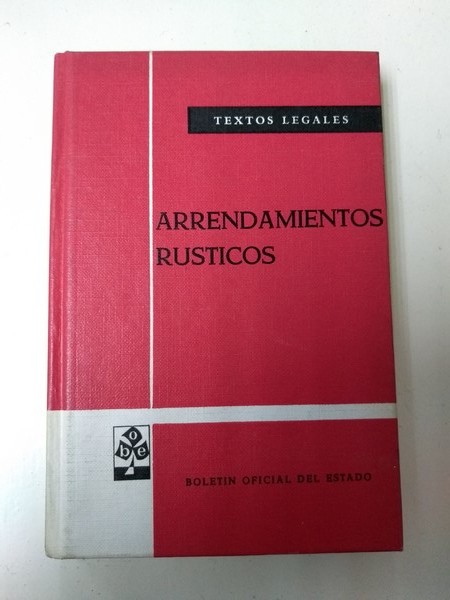 TEXTOS LEGALES
ARRENDAMIENTOS
RUSTICOS
boe
BOLETIN OFICIAL DEL ESTADO